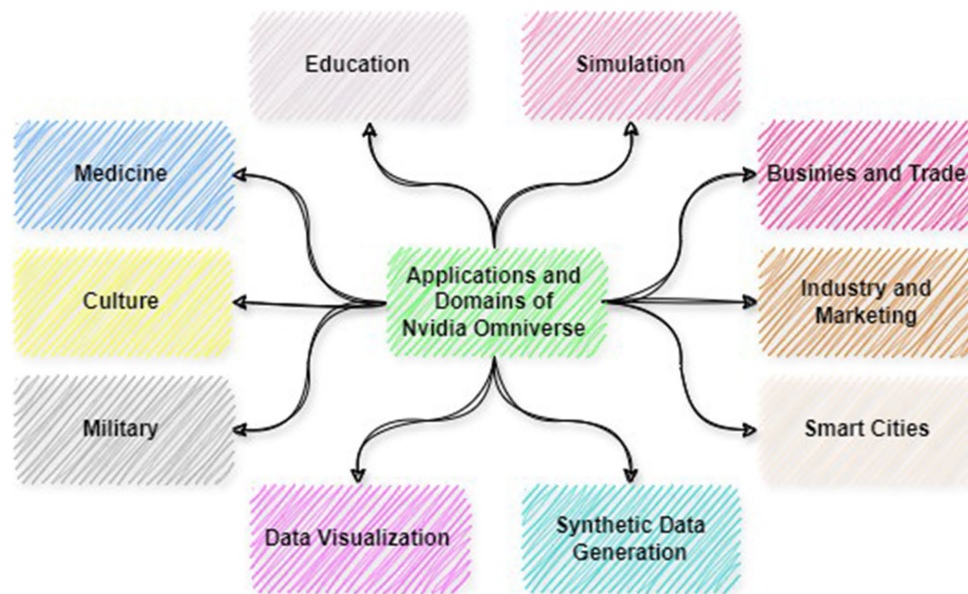 Education
Simulation
Medicine
Businies and Trade
Culture
Applications and
Domains of
Nvidia Omniverse
Industry and
Marketing
Military
Smart Cities
Data Visualization
Synthetic Data
Generation